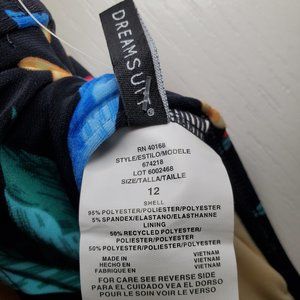 DREAMSUIT®
RN 40168
STYLE/ESTILO/MODELE
674218
LOT 6002468
SIZE/TALLA/TAILLE
12
SHELL
95% POLYESTER/POLIESTER/POLYESTER
5% SPANDEX/ELASTANO/ELASTHANNE
LINING
50% RECYCLED POLYESTER/
POLIESTER/POLYESTER
50% POLYESTER/POLIESTER/POLYESTER
MADE IN VIETNAM
HECHO EN VIETNAM
FABRIQUE EN VIETNAM
FOR CARE SEE REVERSE SIDE
PARA EL CUIDADO VEA EL DORSO
POUR LE SOIN VOIR LE VERSO